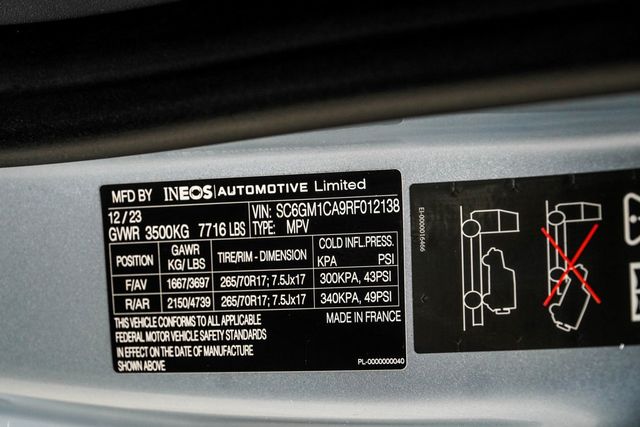 MFD BY INEOS AUTOMOTIVE Limited
12/23 VIN: SC6GM1CA9RF012138
GVWR 3500KG 7716 LBS TYPE: MPV
POSITION GAWR KG/LBS TIRE/RIM - DIMENSION COLD INFL.PRESS. KPA PSI
F/AV 1667/3697 265/70R17; 7.5Jx17 300KPA, 43PSI
R/AR 2150/4739 265/70R17; 7.5Jx17 340KPA, 49PSI
THIS VEHICLE CONFORMS TO ALL APPLICABLE MADE IN FRANCE
FEDERAL MOTOR VEHICLE SAFETY STANDARDS
IN EFFECT ON THE DATE OF MANUFACTURE
SHOWN ABOVE PL-0000000040
EI-0000016466